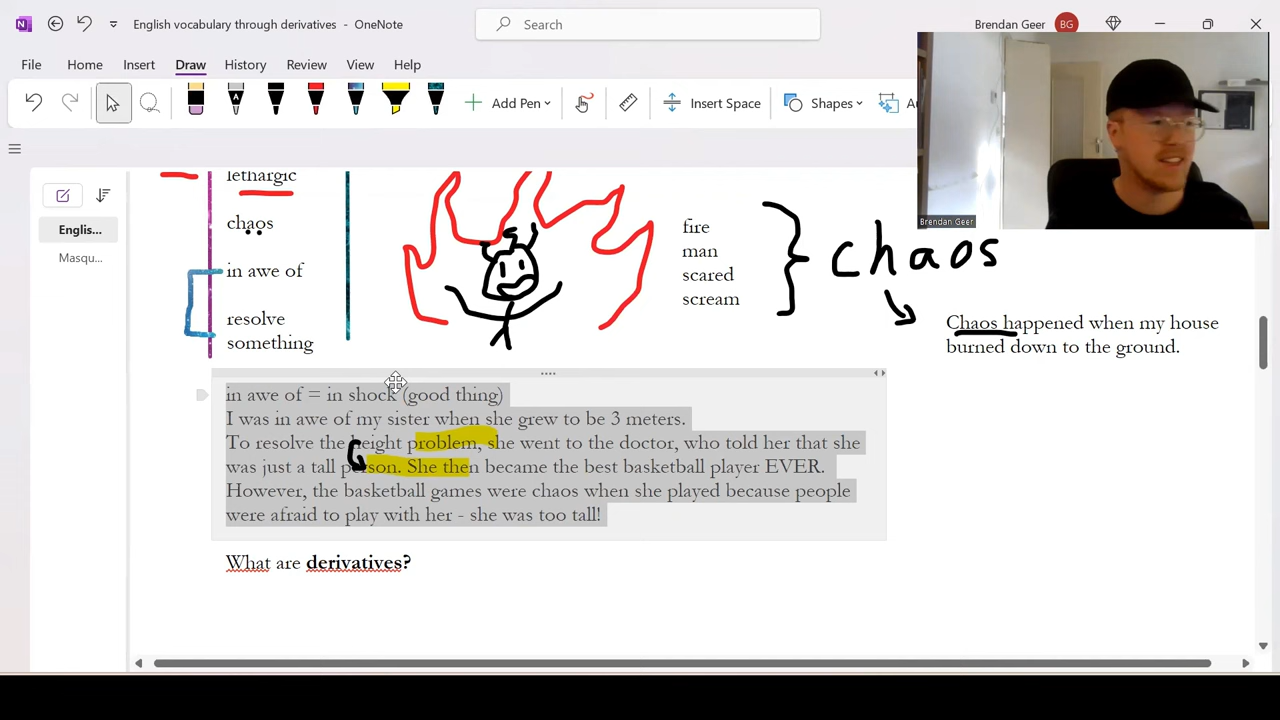 English vocabulary through derivatives - OneNote
Search
Brendan Geer
BG
File
Home
Insert
Draw
History
Review
View
Help
A
Add Pen
Insert Space
Shapes
Brendan Geer
Englis...
Masqu...
lethargic
chaos
in awe of
resolve
something
fire
man
scared
scream
chaos
Chaos happened when my house
burned down to the ground.
in awe of = in shock (good thing)
I was in awe of my sister when she grew to be 3 meters.
To resolve the height problem, she went to the doctor, who told her that she
was just a tall person. She then became the best basketball player EVER.
However, the basketball games were chaos when she played because people
were afraid to play with her - she was too tall!
What are derivatives?